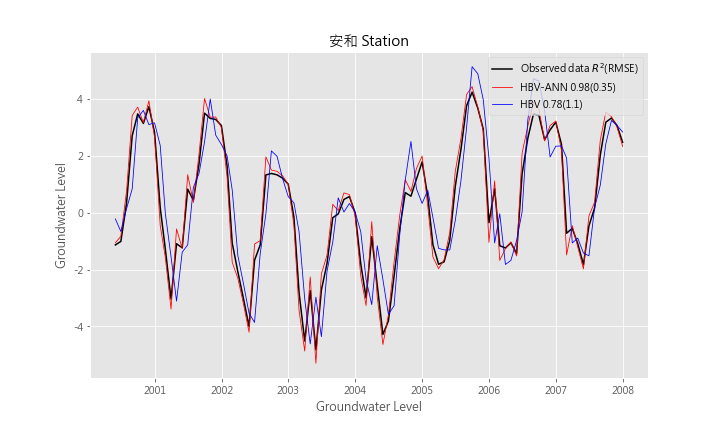 安和 Station
Observed data R²(RMSE)
HBV-ANN 0.98(0.35)
HBV 0.78(1.1)
Groundwater Level
4
2
0
-2
-4
2001 2002 2003 2004 2005 2006 2007 2008
Groundwater Level